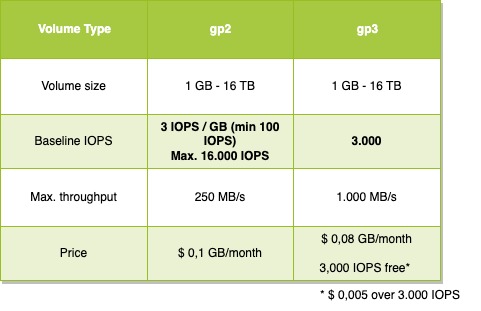 Volume Type gp2 gp3
Volume size 1 GB - 16 TB 1 GB - 16 TB
Baseline IOPS 3 IOPS / GB (min 100
IOPS)
Max. 16.000 IOPS 3.000
Max. throughput 250 MB/s 1.000 MB/s
Price $ 0,1 GB/month $ 0,08 GB/month
3,000 IOPS free*
* $ 0,005 over 3.000 IOPS